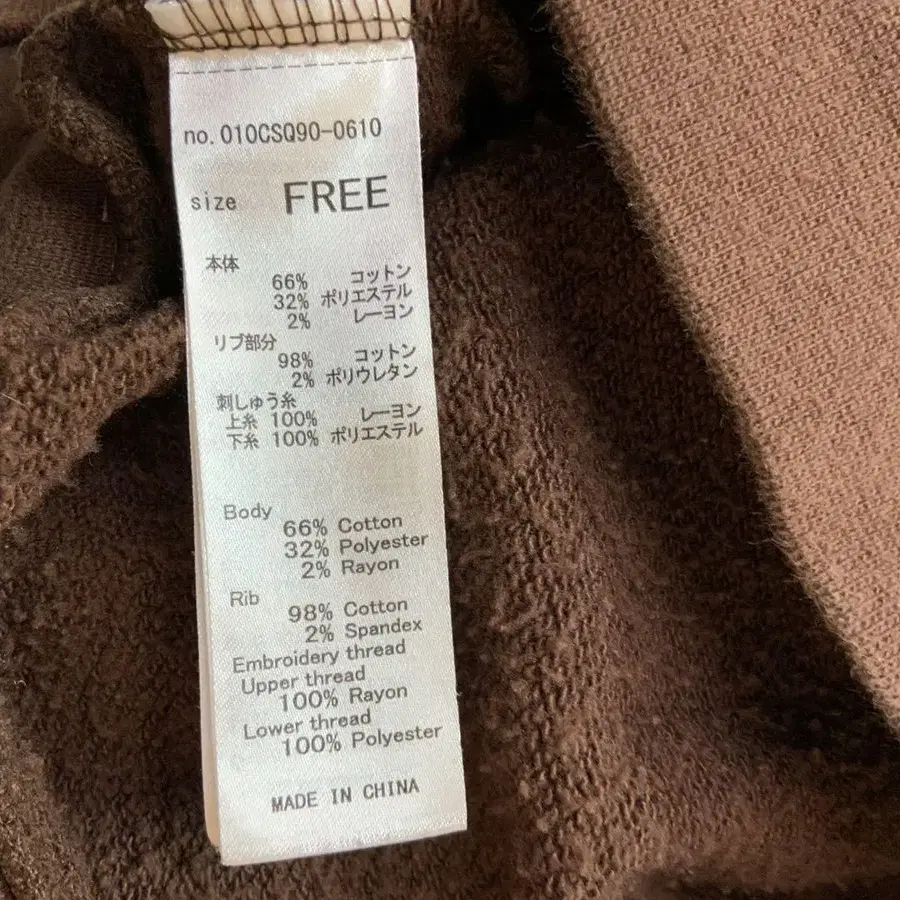 no. 010CSQ90-0610
size FREE
本体
66% コットン
32% ポリエステル
2% レーヨン
リブ部分
98% コットン
2% ポリウレタン
刺しゅう糸
上糸 100% レーヨン
下糸 100% ポリエステル
Body
66% Cotton
32% Polyester
2% Rayon
Rib
98% Cotton
2% Spandex
Embroidery thread
Upper thread
100% Rayon
Lower thread
100% Polyester
MADE IN CHINA